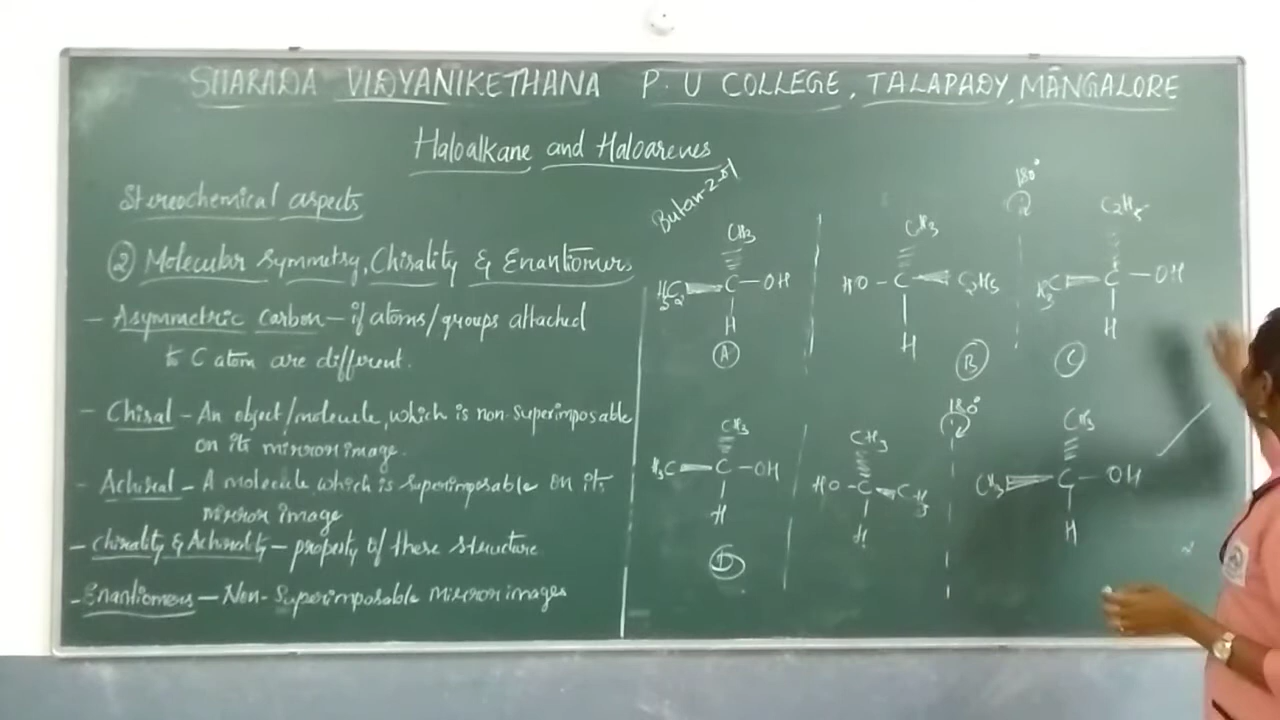 SHARADA VIDYANIKETHANA P.U COLLEGE, TALAPADY, MANGALORE
Haloalkane and Haloarenes
Stereochemical aspects
② Molecular Symmetry, Chirality & Enantiomers
- Asymmetric Carbon - if atoms/groups attached
to C atom are different.
- Chiral - An object/molecule, which is non-Superimposable
on its mirror image.
- Achiral - A molecule which is superimposable on its
mirror image
- Chirality & Achirality - property of these structure
- Enantiomers - Non-Superimposable mirror images
Butan-2-ol
CH3
H5C2 C - OH
H
A
CH3
HO - C C2H5
H
B
180°
C2H5
H3C C - OH
H
C
CH3
H3C C - OH
H
D
CH3
HO - C CH3
H
180°
CH3
CH3 C - OH
H